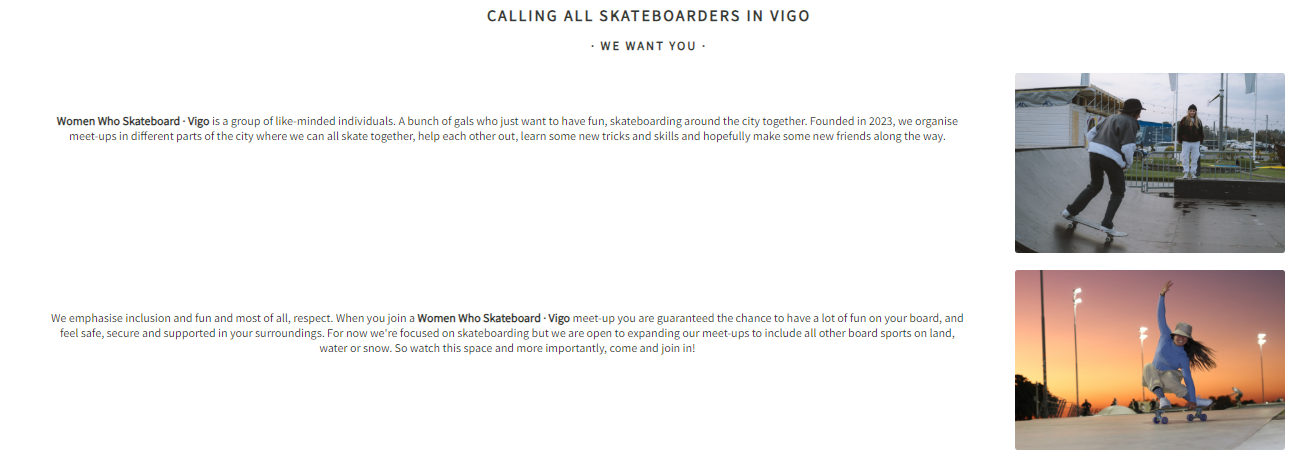 CALLING ALL SKATEBOARDERS IN VIGO
· WE WANT YOU ·
Women Who Skateboard · Vigo is a group of like-minded individuals. A bunch of gals who just want to have fun, skateboarding around the city together. Founded in 2023, we organise
meet-ups in different parts of the city where we can all skate together, help each other out, learn some new tricks and skills and hopefully make some new friends along the way.
We emphasise inclusion and fun and most of all, respect. When you join a Women Who Skateboard · Vigo meet-up you are guaranteed the chance to have a lot of fun on your board, and
feel safe, secure and supported in your surroundings. For now we're focused on skateboarding but we are open to expanding our meet-ups to include all other board sports on land,
water or snow. So watch this space and more importantly, come and join in!